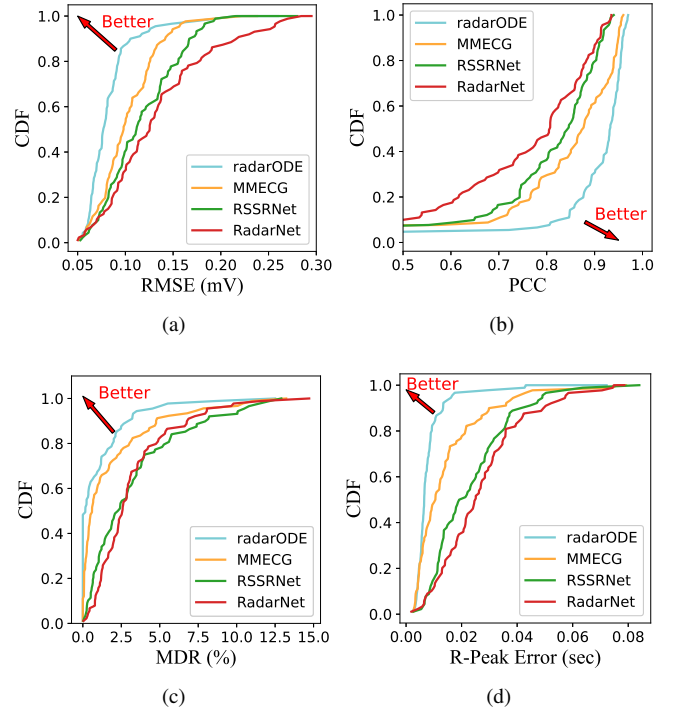 1.0
0.8
0.6
0.4
0.2
0.0
CDF
Better
radarODE
MMECG
RSSRNet
RadarNet
0.05 0.10 0.15 0.20 0.25 0.30
RMSE (mV)
(a)
1.0
0.8
0.6
0.4
0.2
0.0
CDF
radarODE
MMECG
RSSRNet
RadarNet
Better
0.5 0.6 0.7 0.8 0.9 1.0
PCC
(b)
1.0
0.8
0.6
0.4
0.2
0.0
CDF
Better
radarODE
MMECG
RSSRNet
RadarNet
0.0 2.5 5.0 7.5 10.0 12.5 15.0
MDR (%)
(c)
1.0
0.8
0.6
0.4
0.2
0.0
CDF
Better
radarODE
MMECG
RSSRNet
RadarNet
0.00 0.02 0.04 0.06 0.08
R-Peak Error (sec)
(d)